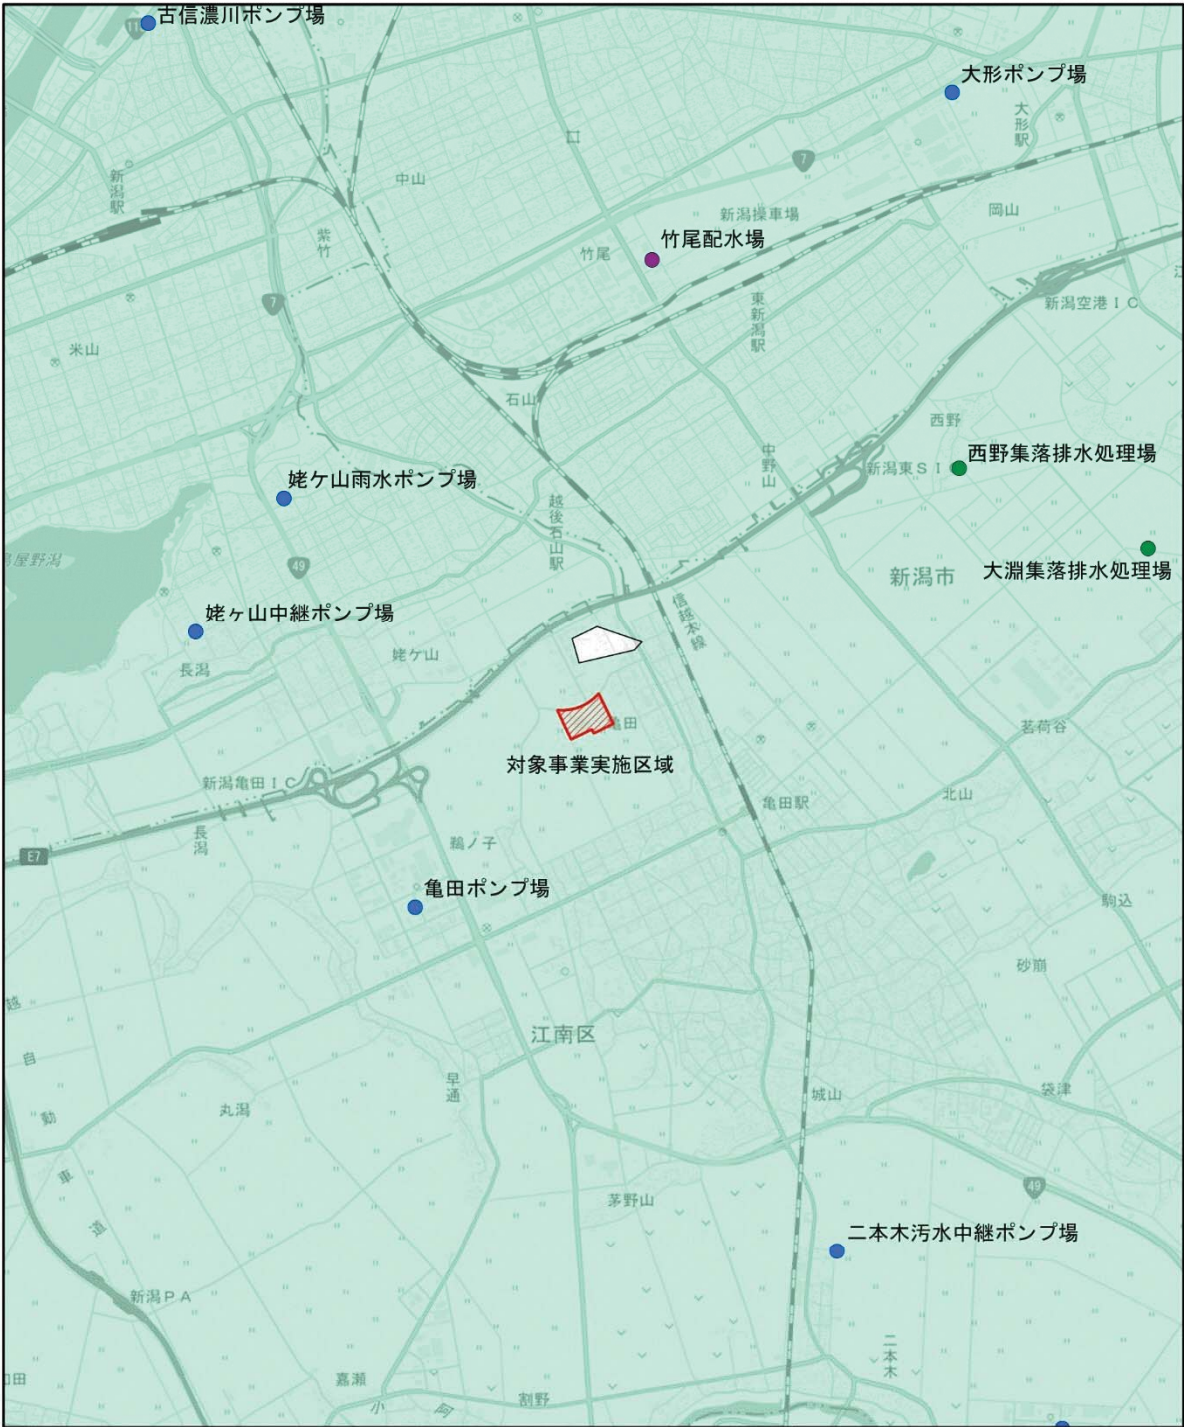 古信濃川ポンプ場
大形ポンプ場
大形駅
7
新潟駅
中山
岡山
新潟操車場
紫竹
竹尾
竹尾配水場
7
東新潟駅
新潟空港IC
米山
石山
西野
中野山
西野集落排水処理場
新潟東SI
姥ケ山雨水ポンプ場
越後石山駅
大淵集落排水処理場
新潟市
49
姥ヶ山中継ポンプ場
信越本線
長潟
姥ケ山
亀田
茗荷谷
対象事業実施区域
新潟亀田IC
亀田駅
北山
長潟
鵜ノ子
E7
亀田ポンプ場
駒込
砂崩
越
自
動
車
道
江南区
早通
丸潟
城山
袋津
49
茅野山
二本木汚水中継ポンプ場
新潟PA
二本木
嘉瀬
割野
小
阿